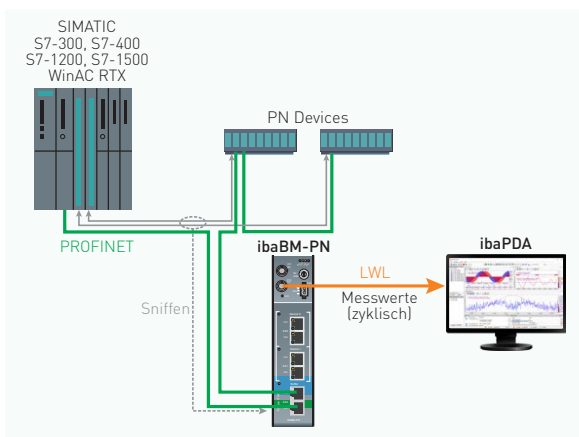 SIMATIC
S7-300, S7-400
S7-1200, S7-1500
WinAC RTX
PN Devices
PROFINET
ibaBM-PN
ibaPDA
LWL
Messwerte
(zyklisch)
Sniffen